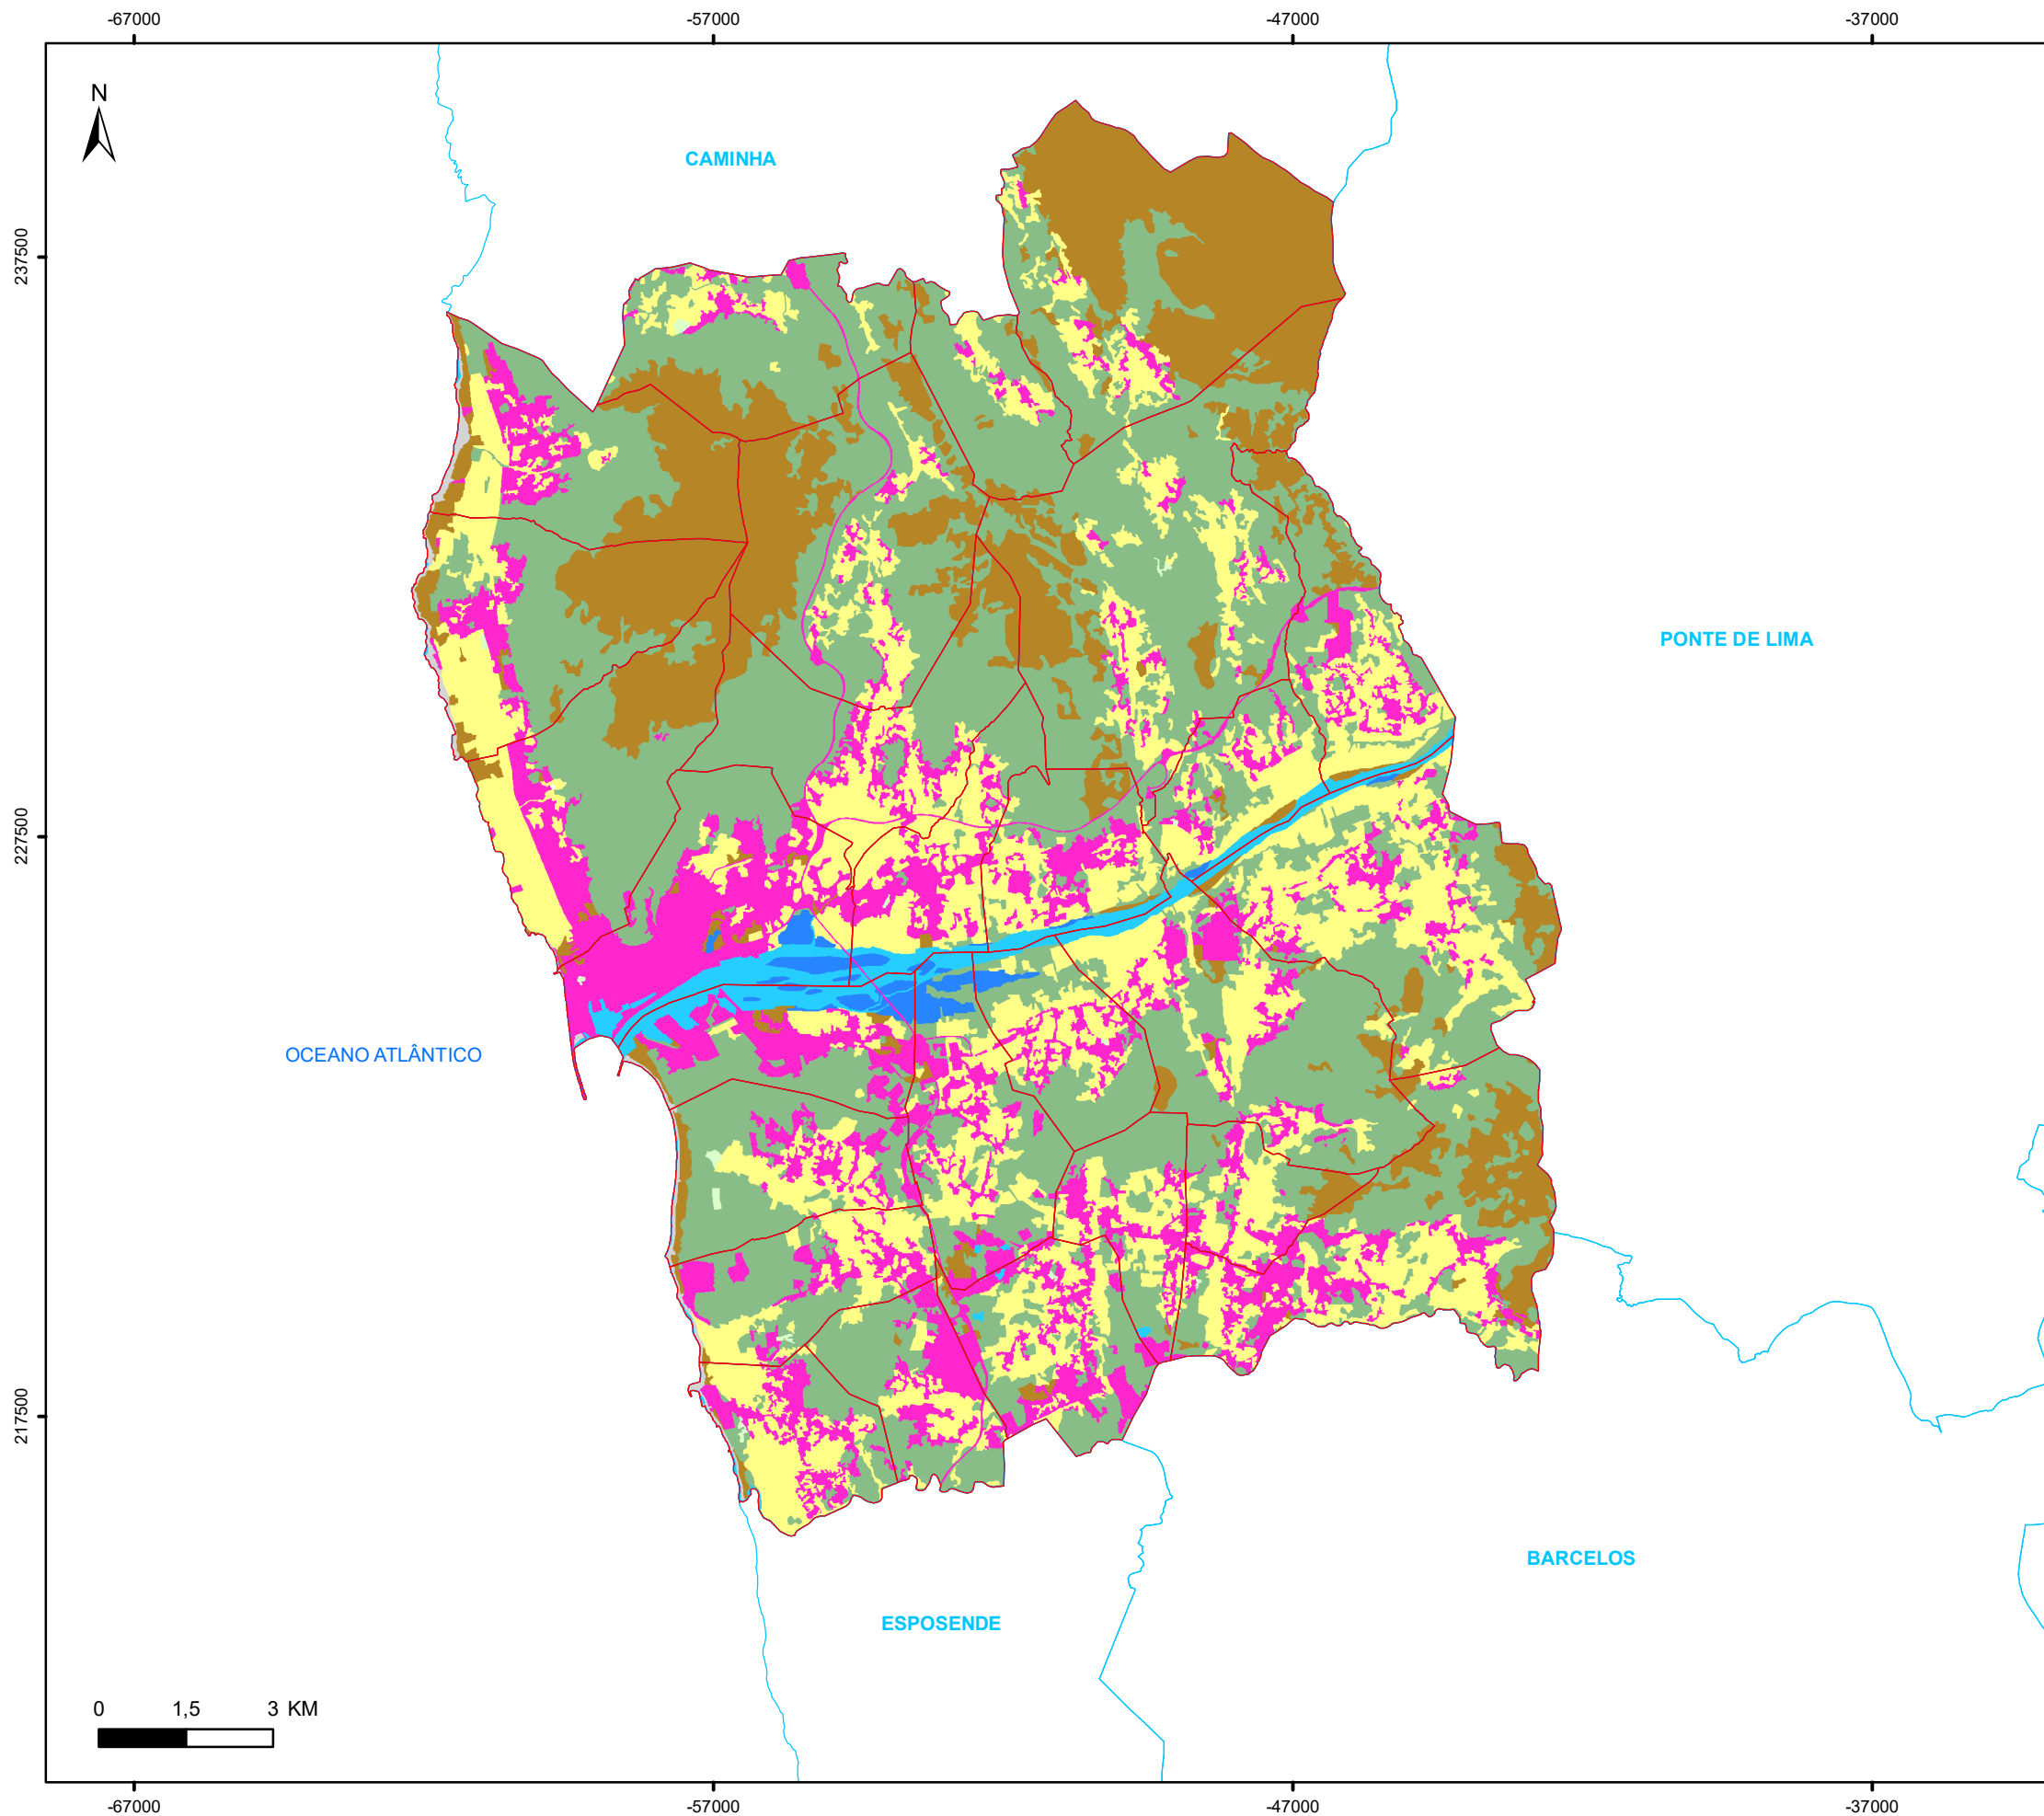 -67000 -57000 -47000 -37000
N
CAMINHA
237500
PONTE DE LIMA
227500
OCEANO ATLÂNTICO
217500
BARCELOS
ESPOSENDE
0 1,5 3 KM
-67000 -57000 -47000 -37000